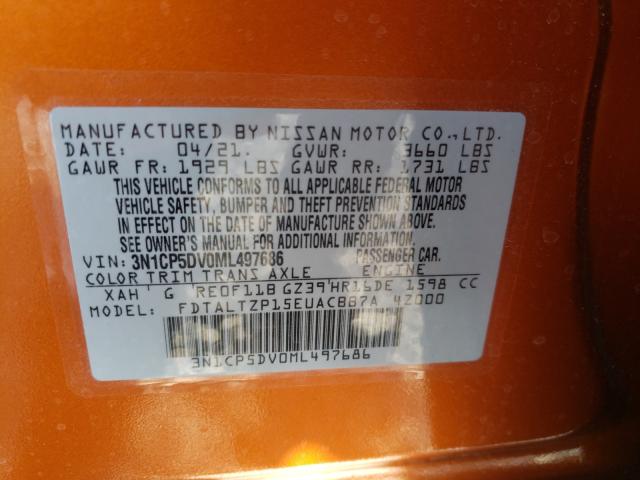 MANUFACTURED BY NISSAN MOTOR CO.,LTD.
DATE: 04/21. GVWR: 3660 LBS
GAWR FR: 1929 LBS GAWR RR: 1731 LBS
THIS VEHICLE CONFORMS TO ALL APPLICABLE FEDERAL MOTOR
VEHICLE SAFETY, BUMPER AND THEFT PREVENTION STANDARDS
IN EFFECT ON THE DATE OF MANUFACTURE SHOWN ABOVE.
SEE OWNER'S MANUAL FOR ADDITIONAL INFORMATION
VIN: 3N1CP5DV0ML497686 PASSENGER CAR.
COLOR TRIM TRANS AXLE ENGINE
XAH ' G RE0F11B GZ39'HR16DE 1598 CC
MODEL: FDTALTZP15EUACBB7A 4Z000
3N1CP5DV0ML497686